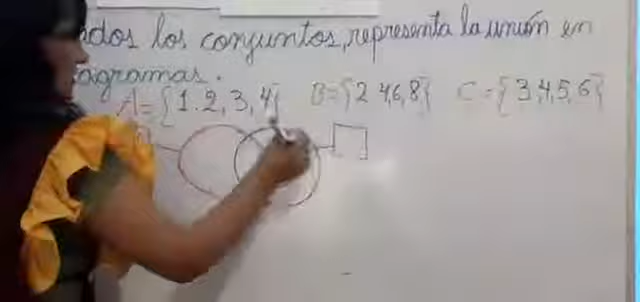 los conjuntos, representa la unión en
agramas.
A = {1.2,3,4} B={2 4,6,8} C = {3,4,5,6}